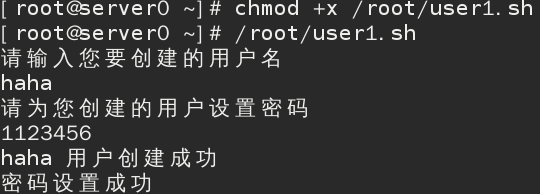 [root@server0 ~]# chmod +x /root/user1.sh
[root@server0 ~]# /root/user1.sh
请输入您要创建的用户名
haha
请为您创建的用户设置密码
1123456
haha 用户创建成功
密码设置成功